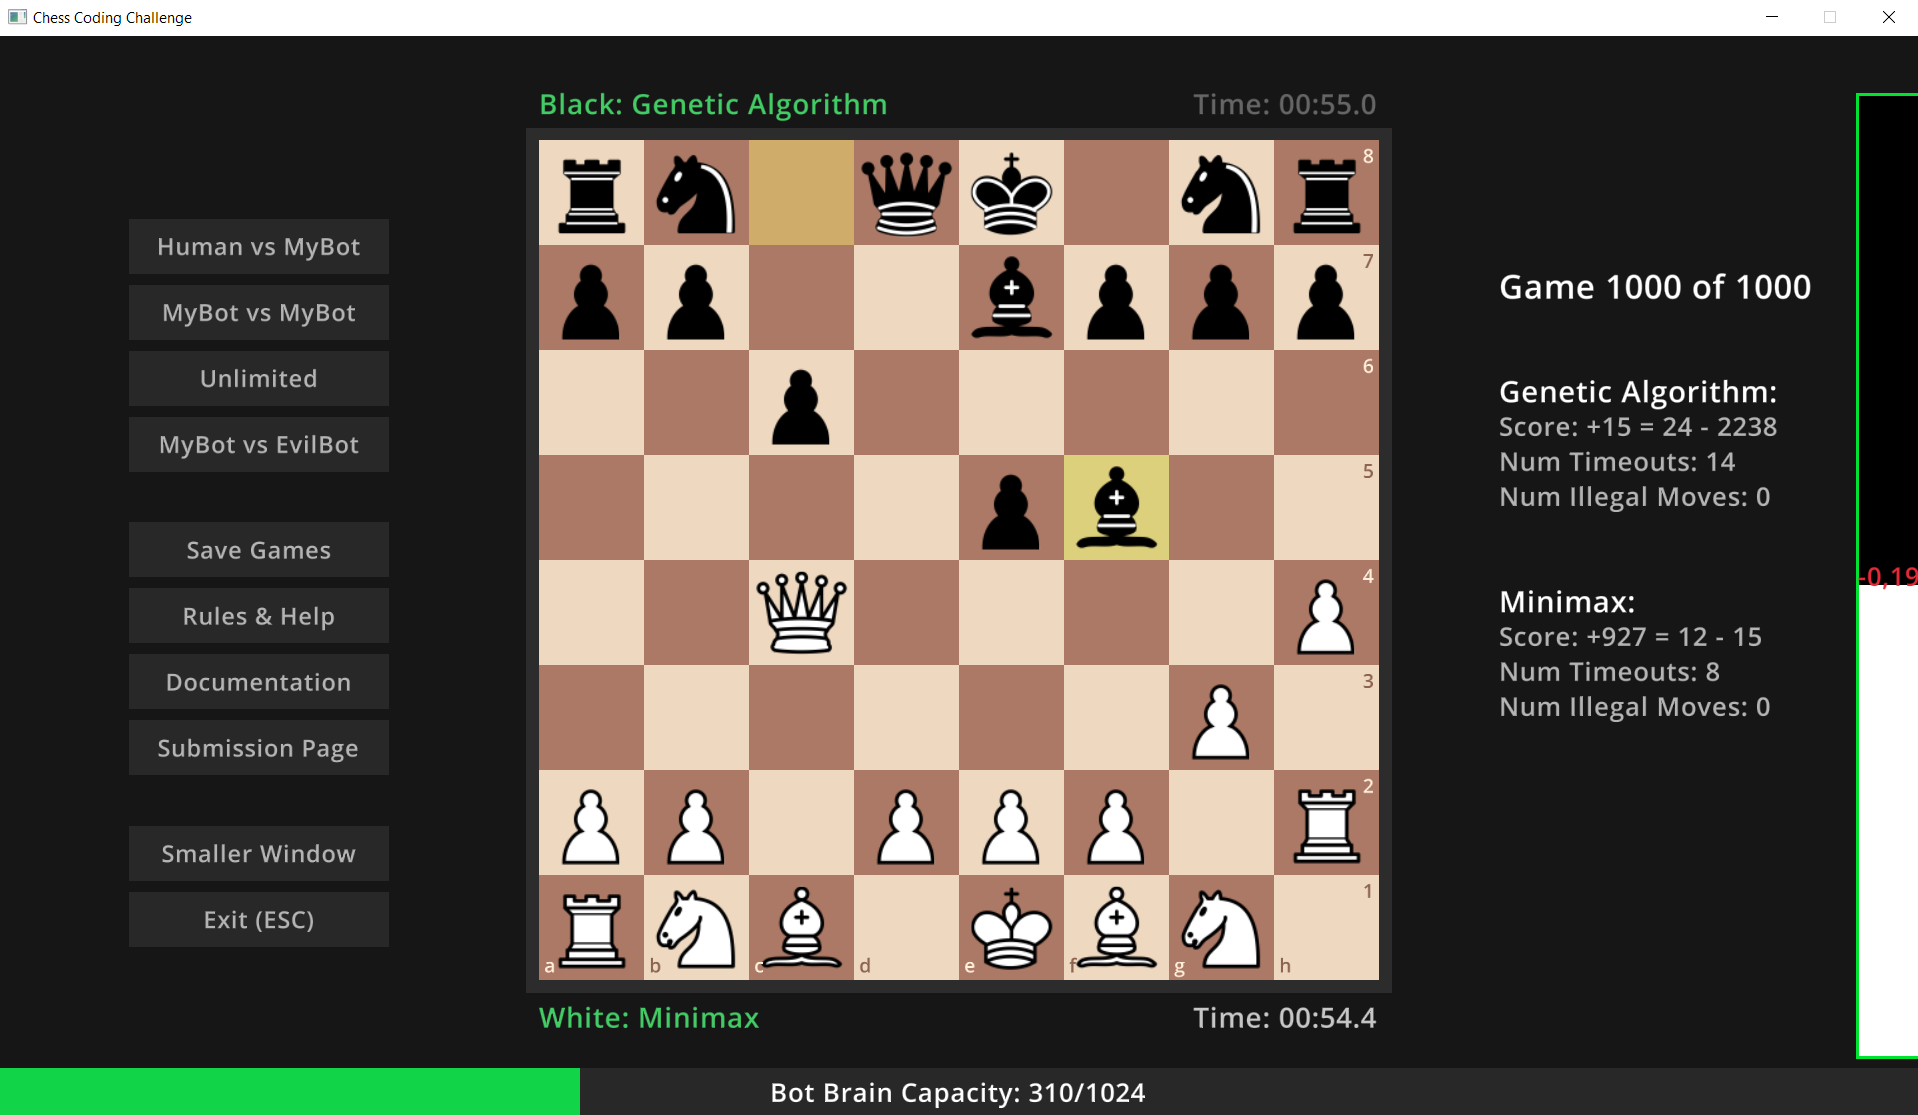 Chess Coding Challenge
Black: Genetic Algorithm
Time: 00:55.0
Human vs MyBot
MyBot vs MyBot
Unlimited
MyBot vs EvilBot
Save Games
Rules & Help
Documentation
Submission Page
Smaller Window
Exit (ESC)
8
7
6
5
4
3
2
1
a b c d e f g h
White: Minimax
Time: 00:54.4
Game 1000 of 1000
Genetic Algorithm:
Score: +15 = 24 - 2238
Num Timeouts: 14
Num Illegal Moves: 0
Minimax:
Score: +927 = 12 - 15
Num Timeouts: 8
Num Illegal Moves: 0
-0,19
Bot Brain Capacity: 310/1024